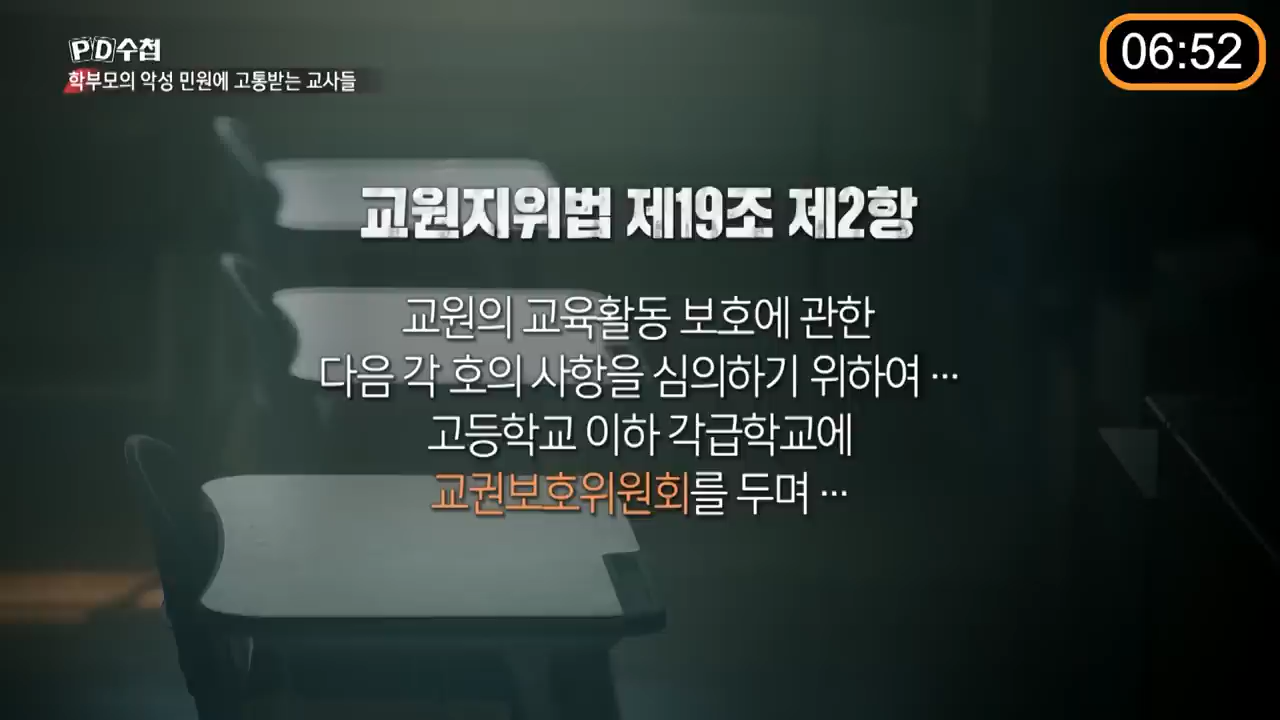 PD수첩
학부모의 악성 민원에 고통받는 교사들
06:52
교원지위법 제19조 제2항
교원의 교육활동 보호에 관한
다음 각 호의 사항을 심의하기 위하여 …
고등학교 이하 각급학교에
교권보호위원회를 두며 …